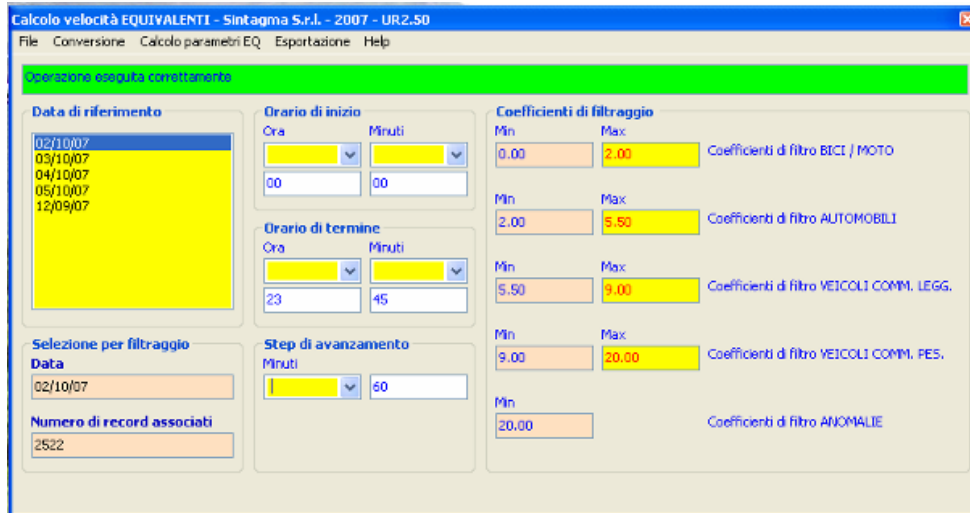 Calcolo velocità EQUIVALENTI - Sintagma S.r.l. - 2007 - UR2.50
File Conversione Calcolo parametri EQ Esportazione Help
Operazione eseguita correttamente
Data di riferimento
02/10/07
03/10/07
04/10/07
05/10/07
12/09/07
Selezione per filtraggio
Data
02/10/07
Numero di record associati
2522
Orario di inizio
Ora Minuti
00 00
Orario di termine
Ora Minuti
23 45
Step di avanzamento
Minuti
60
Coefficienti di filtraggio
Min Max
0.00 2.00 Coefficienti di filtro BICI / MOTO
Min Max
2.00 5.50 Coefficienti di filtro AUTOMOBILI
Min Max
5.50 9.00 Coefficienti di filtro VEICOLI COMM. LEGG.
Min Max
9.00 20.00 Coefficienti di filtro VEICOLI COMM. PES.
Min
20.00 Coefficienti di filtro ANOMALIE